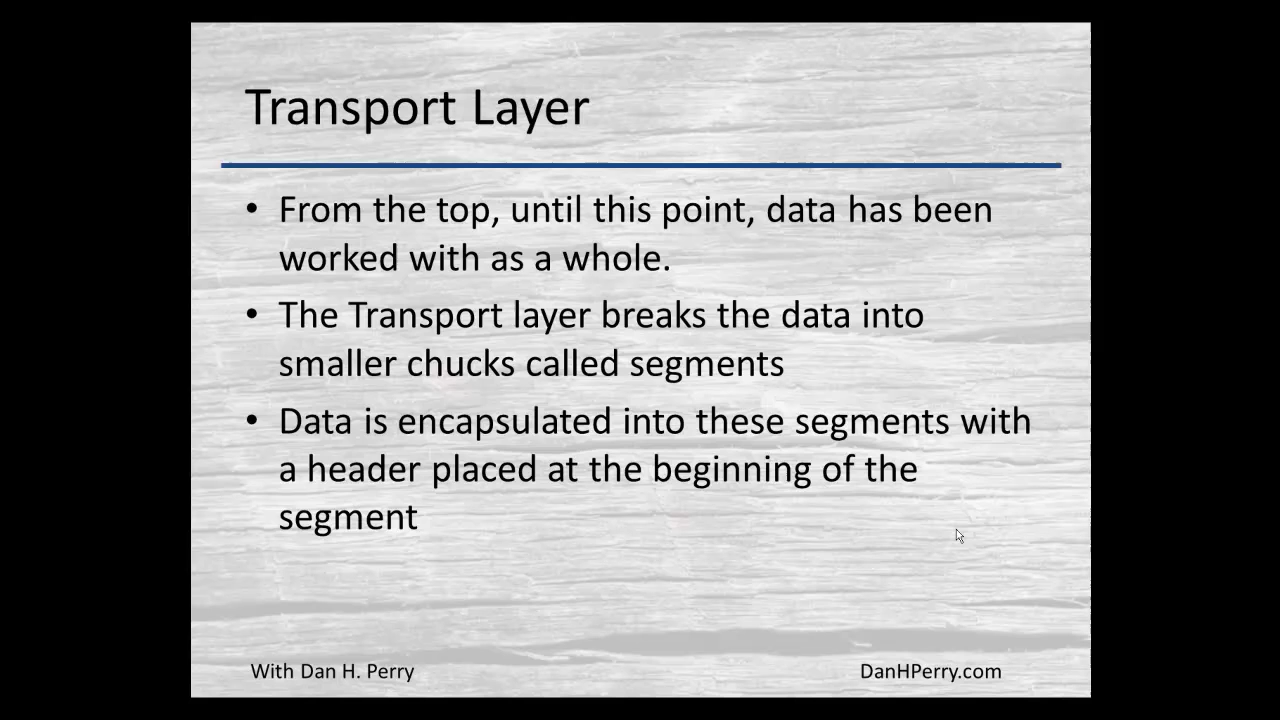 Transport Layer
• From the top, until this point, data has been
worked with as a whole.
• The Transport layer breaks the data into
smaller chucks called segments
• Data is encapsulated into these segments with
a header placed at the beginning of the
segment
With Dan H. Perry
DanHPerry.com